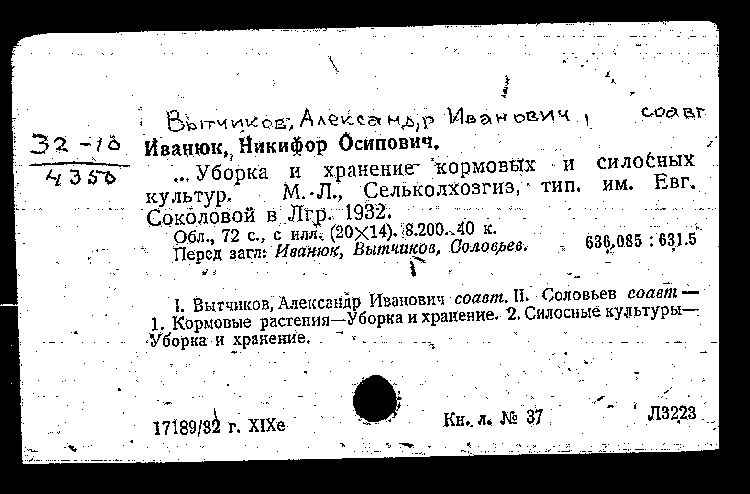 Вытчиков, Александр Иванович, соавт
32-10
4350
Иванюк, Никифор Осипович.
... Уборка и хранение кормовых и силосных
культур. М.-Л., Сельколхозгиз, тип. им. Евг.
Соколовой в Лгр. 1932.
Обл., 72 с., с илл. (20×14). 8.200. 40 к.
Перед загл: Иванюк, Вытчиков, Соловьев.
636.085 : 631.5
I. Вытчиков, Александр Иванович соавт. II. Соловьев соавт —
1. Кормовые растения—Уборка и хранение. 2. Силосные культуры—
Уборка и хранение.
17189/32 г. XIXe Кн. л. № 37 Л3223